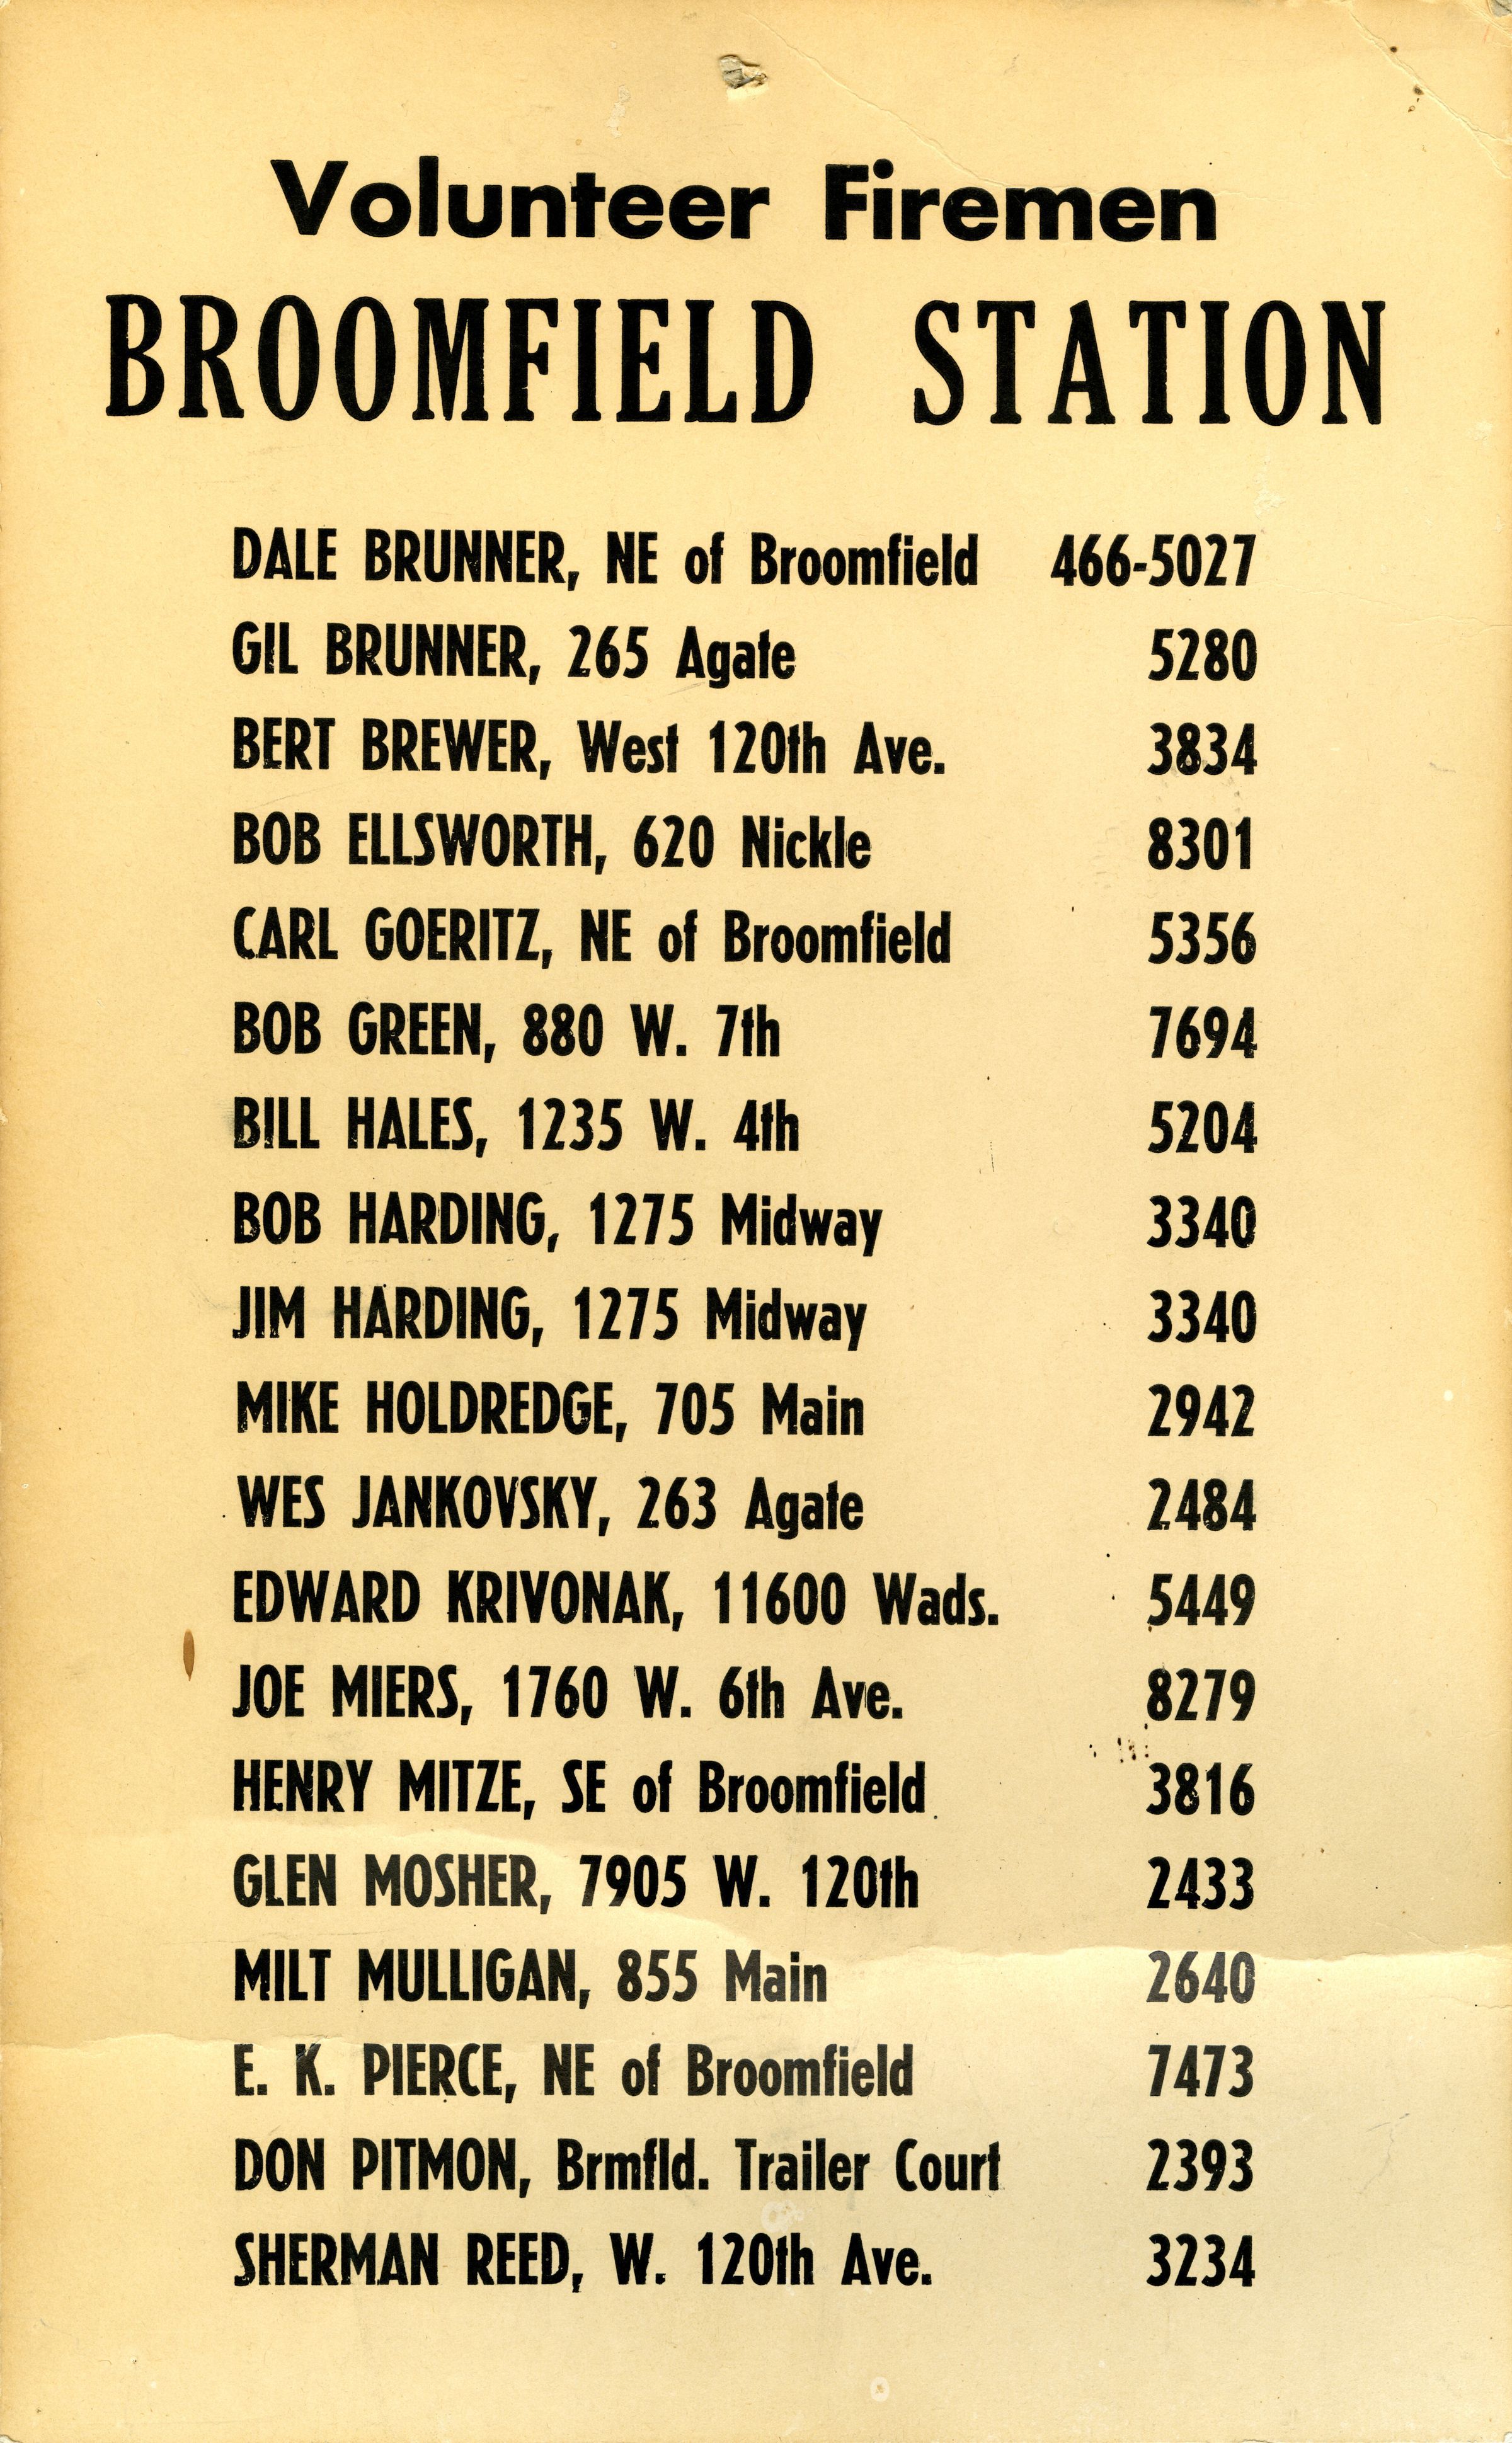 Volunteer Firemen
BROOMFIELD STATION
DALE BRUNNER, NE of Broomfield 466-5027
GIL BRUNNER, 265 Agate 5280
BERT BREWER, West 120th Ave. 3834
BOB ELLSWORTH, 620 Nickle 8301
CARL GOERITZ, NE of Broomfield 5356
BOB GREEN, 880 W. 7th 7694
BILL HALES, 1235 W. 4th 5204
BOB HARDING, 1275 Midway 3340
JIM HARDING, 1275 Midway 3340
MIKE HOLDREDGE, 705 Main 2942
WES JANKOVSKY, 263 Agate 2484
EDWARD KRIVONAK, 11600 Wads. 5449
JOE MIERS, 1760 W. 6th Ave. 8279
HENRY MITZE, SE of Broomfield 3816
GLEN MOSHER, 7905 W. 120th 2433
MILT MULLIGAN, 855 Main 2640
E. K. PIERCE, NE of Broomfield 7473
DON PITMON, Brmfld. Trailer Court 2393
SHERMAN REED, W. 120th Ave. 3234